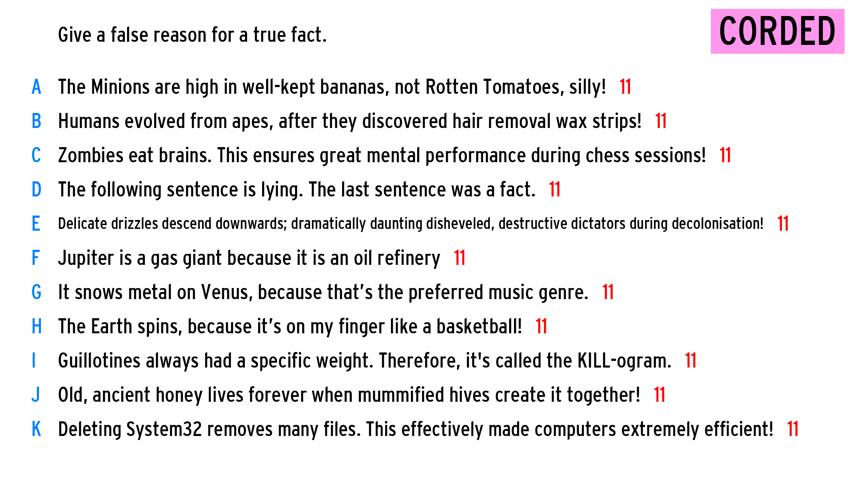 Give a false reason for a true fact.
CORDED
A The Minions are high in well-kept bananas, not Rotten Tomatoes, silly! 11
B Humans evolved from apes, after they discovered hair removal wax strips! 11
C Zombies eat brains. This ensures great mental performance during chess sessions! 11
D The following sentence is lying. The last sentence was a fact. 11
E Delicate drizzles descend downwards; dramatically daunting disheveled, destructive dictators during decolonisation! 11
F Jupiter is a gas giant because it is an oil refinery 11
G It snows metal on Venus, because that's the preferred music genre. 11
H The Earth spins, because it's on my finger like a basketball! 11
I Guillotines always had a specific weight. Therefore, it's called the KILL-ogram. 11
J Old, ancient honey lives forever when mummified hives create it together! 11
K Deleting System32 removes many files. This effectively made computers extremely efficient! 11